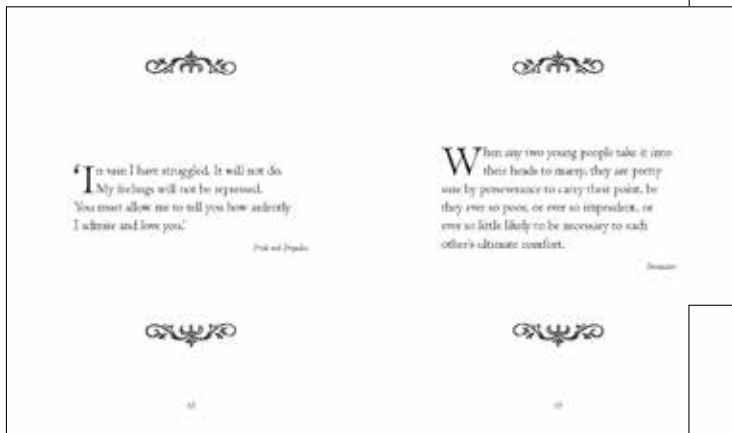 'In vain I have struggled. It will not do.
My feelings will not be repressed.
You must allow me to tell you how ardently
I admire and love you.'
Pride and Prejudice
When any two young people take it into
their heads to marry, they are pretty
sure by perseverance to carry their point, be
they ever so poor, or ever so imprudent, or
ever so little likely to be necessary to each
other's ultimate comfort.
Persuasion